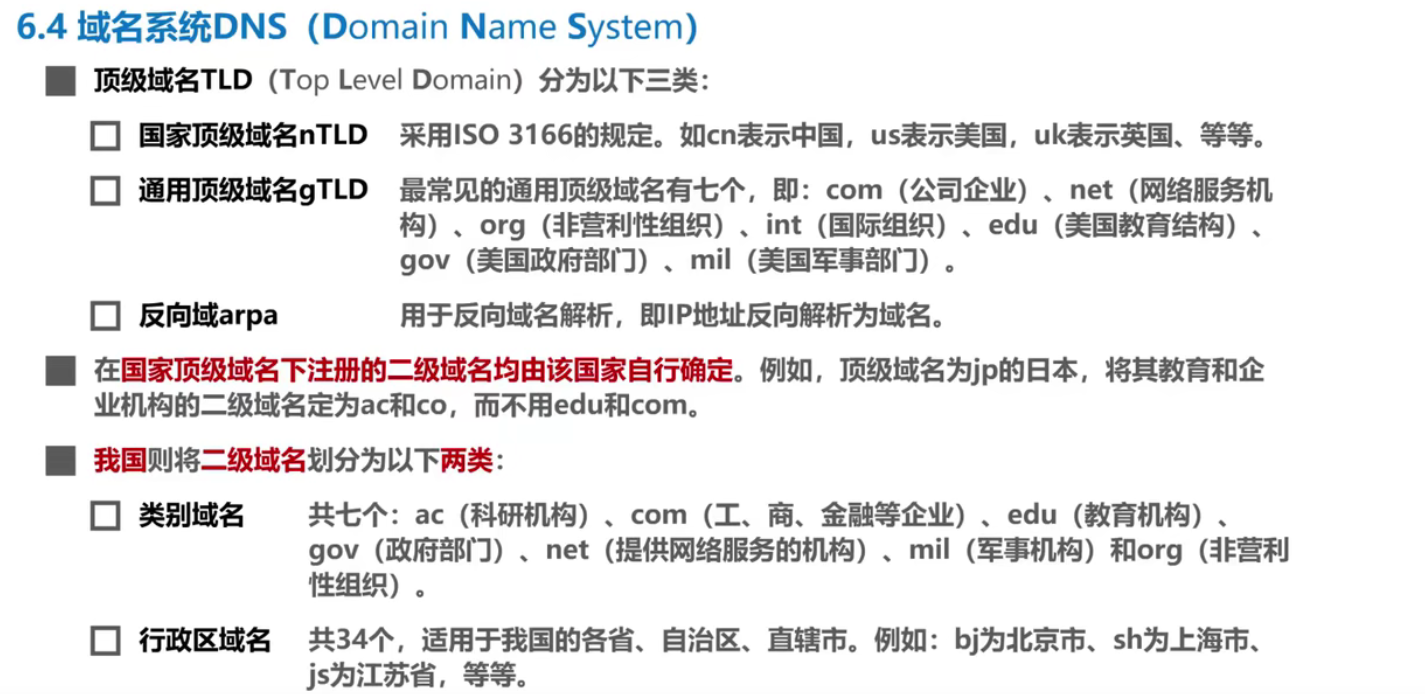 6.4 域名系统DNS（Domain Name System）
顶级域名TLD（Top Level Domain）分为以下三类：
国家顶级域名nTLD 采用ISO 3166的规定。如cn表示中国，us表示美国，uk表示英国、等等。
通用顶级域名gTLD 最常见的通用顶级域名有七个，即：com（公司企业）、net（网络服务机
构）、org（非营利性组织）、int（国际组织）、edu（美国教育结构）、
gov（美国政府部门）、mil（美国军事部门）。
反向域arpa 用于反向域名解析，即IP地址反向解析为域名。
在国家顶级域名下注册的二级域名均由该国家自行确定。例如，顶级域名为jp的日本，将其教育和企
业机构的二级域名定为ac和co，而不用edu和com。
我国则将二级域名划分为以下两类：
类别域名 共七个：ac（科研机构）、com（工、商、金融等企业）、edu（教育机构）、
gov（政府部门）、net（提供网络服务的机构）、mil（军事机构）和org（非营利
性组织）。
行政区域名 共34个，适用于我国的各省、自治区、直辖市。例如：bj为北京市、sh为上海市、
js为江苏省，等等。